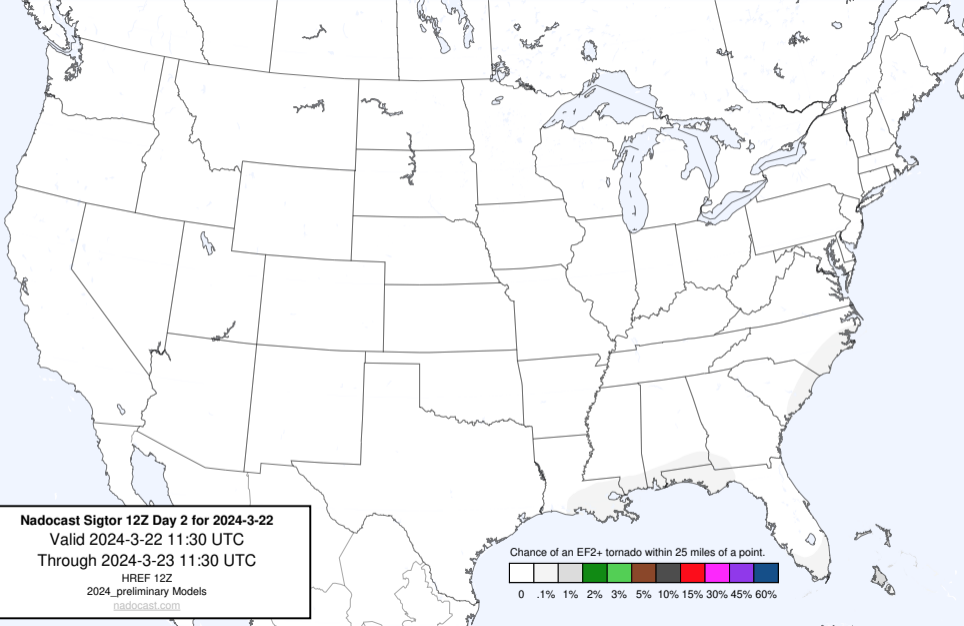 Nadocast Sigtor 12Z Day 2 for 2024-3-22
Valid 2024-3-22 11:30 UTC
Through 2024-3-23 11:30 UTC
HREF 12Z
2024_preliminary Models
nadocast.com
Chance of an EF2+ tornado within 25 miles of a point.
0 .1% 1% 2% 3% 5% 10% 15% 30% 45% 60%